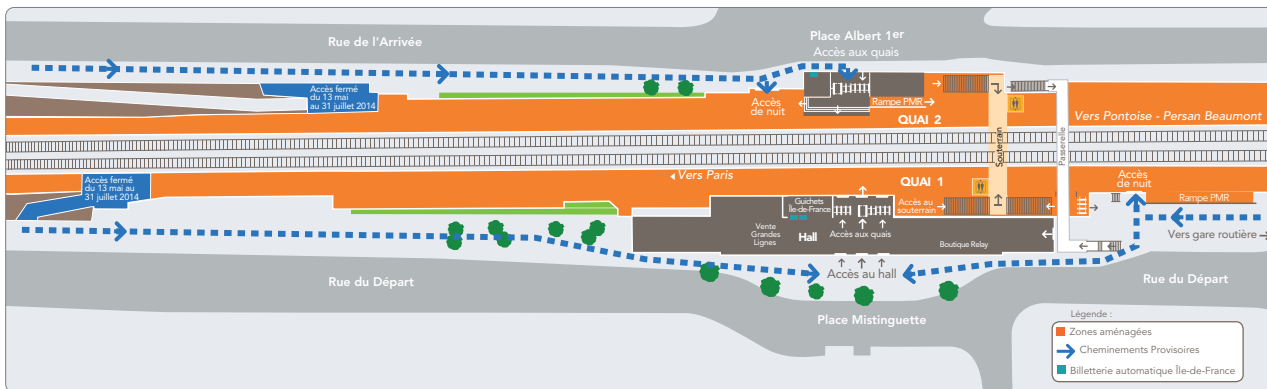 Rue de l'Arrivée
Place Albert 1er
Accès aux quais
Accès fermé
du 13 mai
au 31 juillet 2014
Accès
de nuit
Rampe PMR
QUAI 2
Vers Pontoise - Persan Beaumont
Souterrain
Passerelle
Vers Paris
QUAI 1
Accès fermé
du 13 mai au
31 juillet 2014
Accès
de nuit
Rampe PMR
Guichets
Île-de-France
Accès au
souterrain
Vente
Grandes
Lignes
Hall
Accès aux quais
Boutique Relay
Vers gare routière
Accès au hall
Rue du Départ
Rue du Départ
Place Mistinguette
Légende :
Zones aménagées
Cheminements Provisoires
Billetterie automatique Île-de-France